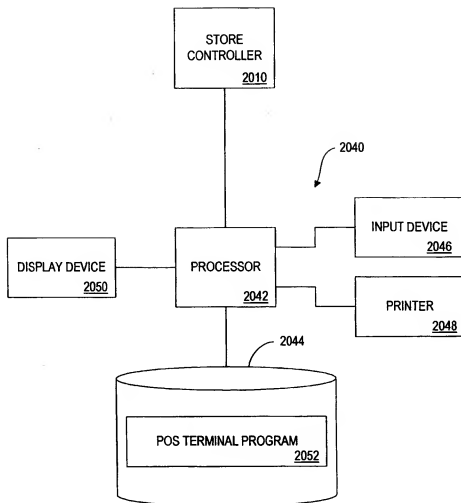 STORE
CONTROLLER
2010
2040
INPUT DEVICE
2046
DISPLAY DEVICE
2050
PROCESSOR
2042
PRINTER
2048
2044
POS TERMINAL PROGRAM
2052